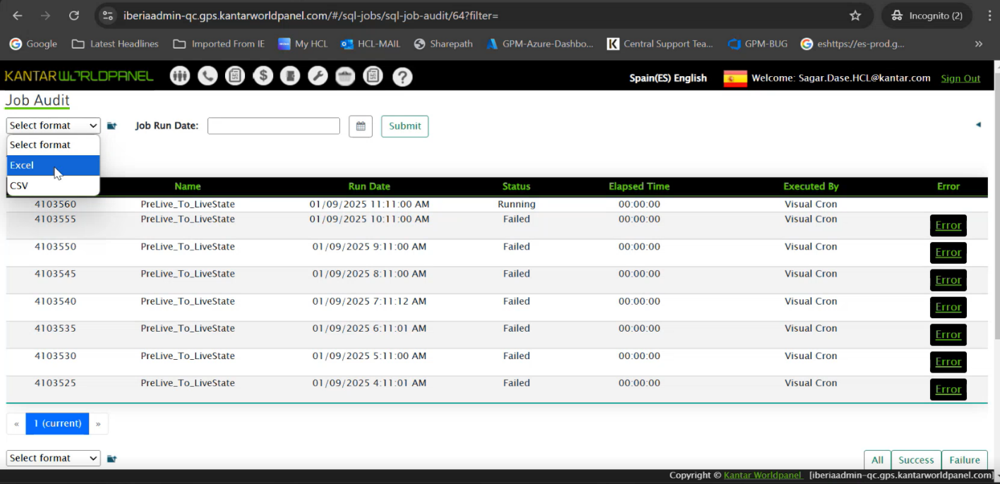 iberiaadmin-qc.gps.kantarworldpanel.com/#/sql-jobs/sql-job-audit/64?filter=
Incognito (2)
Google Latest Headlines Imported From IE My HCL HCL-MAIL Sharepath GPM-Azure-Dashbo... Central Support Tea... GPM-BUG eshttps://es-prod.g...
KANTAR WORLDPANEL Spain(ES) English Welcome: Sagar.Dase.HCL@kantar.com Sign Out
Job Audit
Select format Job Run Date: Submit
Select format
Excel
CSV
Name Run Date Status Elapsed Time Executed By Error
4103560 PreLive_To_LiveState 01/09/2025 11:11:00 AM Running 00:00:00 Visual Cron
4103555 PreLive_To_LiveState 01/09/2025 10:11:00 AM Failed 00:00:00 Visual Cron Error
4103550 PreLive_To_LiveState 01/09/2025 9:11:00 AM Failed 00:00:00 Visual Cron Error
4103545 PreLive_To_LiveState 01/09/2025 8:11:00 AM Failed 00:00:00 Visual Cron Error
4103540 PreLive_To_LiveState 01/09/2025 7:11:12 AM Failed 00:00:00 Visual Cron Error
4103535 PreLive_To_LiveState 01/09/2025 6:11:01 AM Failed 00:00:00 Visual Cron Error
4103530 PreLive_To_LiveState 01/09/2025 5:11:00 AM Failed 00:00:00 Visual Cron Error
4103525 PreLive_To_LiveState 01/09/2025 4:11:01 AM Failed 00:00:00 Visual Cron Error
« 1 (current) »
Select format All Success Failure
Copyright © Kantar Worldpanel [iberiaadmin-qc.gps.kantarworldpanel.com]